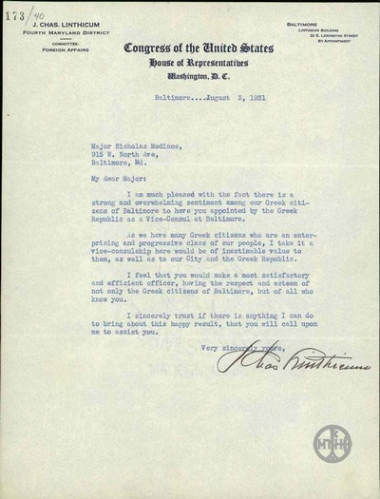 173/40
J. CHAS. LINTHICUM
FOURTH MARYLAND DISTRICT
COMMITTEE:
FOREIGN AFFAIRS
BALTIMORE
LINTHICUM BUILDING
BY APPOINTMENT
Congress of the United States
House of Representatives
Washington, D. C.
Baltimore....August 3, 1931
Major Nicholas Modinos,
915 W. North Ave,
Baltimore, Md.
My dear Major:
I am much pleased with the fact there is a
strong and overwhelming sentiment among our Greek citi-
zens of Baltimore to have you appointed by the Greek
Republic as a Vice-Consul at Baltimore.
As we have many Greek citizens who are an enter-
prizing and progressive class of our people, I take it a
vice-consulship here would be of inestimable value to
them, as well as to our City and the Greek Republic.
I feel that you would make a most satisfactory
and efficient officer, having the respect and esteem of
not only the Greek citizens of Baltimore, but of all who
know you.
I sincerely trust if there is anything I can do
to bring about this happy result, that you will call upon
me to assist you.
Very sincerely yours,
J Chas Linthicum